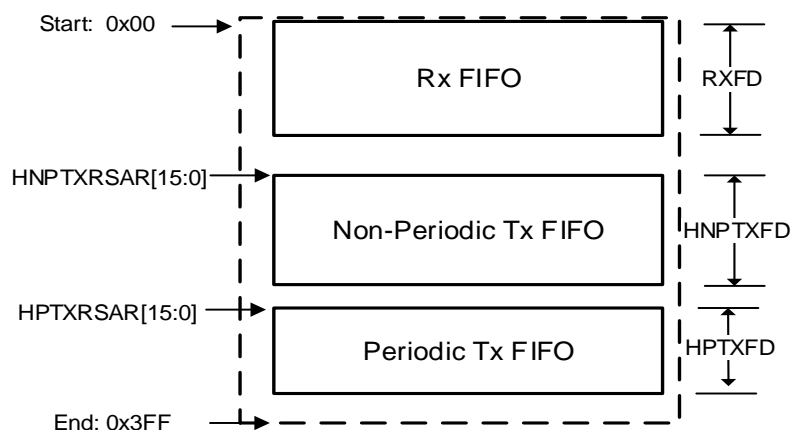 Start: 0x00
Rx FIFO
RXFD
HNPTXRSAR[15:0]
Non-Periodic Tx FIFO
HNPTXFD
HPTXRSAR[15:0]
Periodic Tx FIFO
HPTXFD
End: 0x3FF